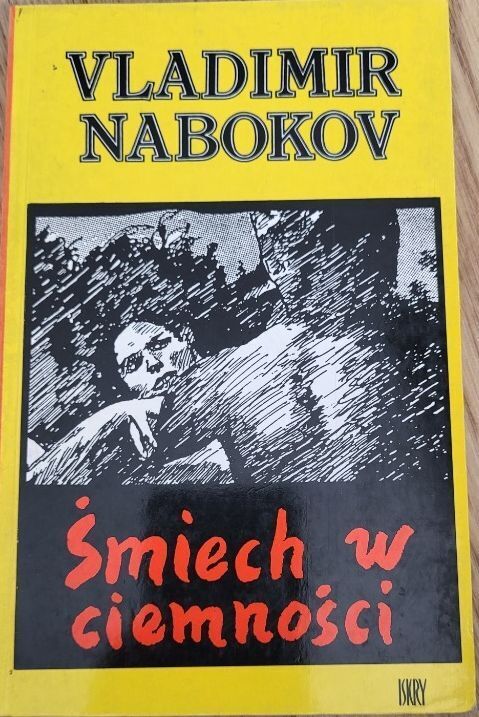 VLADIMIR
NABOKOV
Śmiech w
ciemności
ISKRY